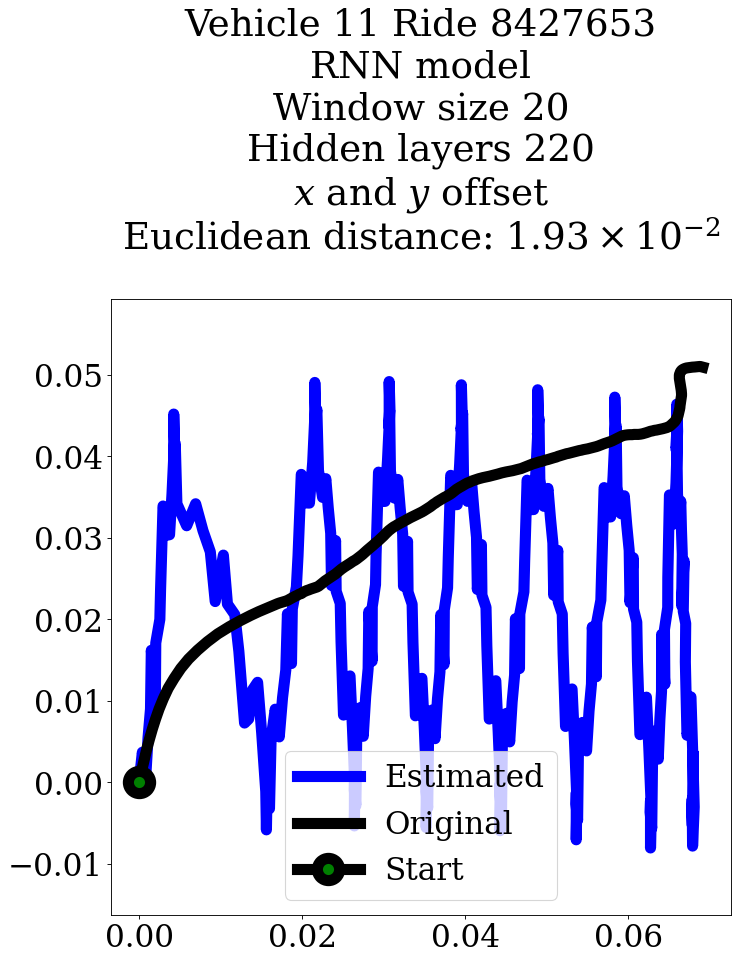 Vehicle 11 Ride 8427653
RNN model
Window size 20
Hidden layers 220
x and y offset
Euclidean distance: 1.93 × 10⁻²
0.05
0.04
0.03
0.02
0.01
0.00
−0.01
Estimated
Original
Start
0.00 0.02 0.04 0.06